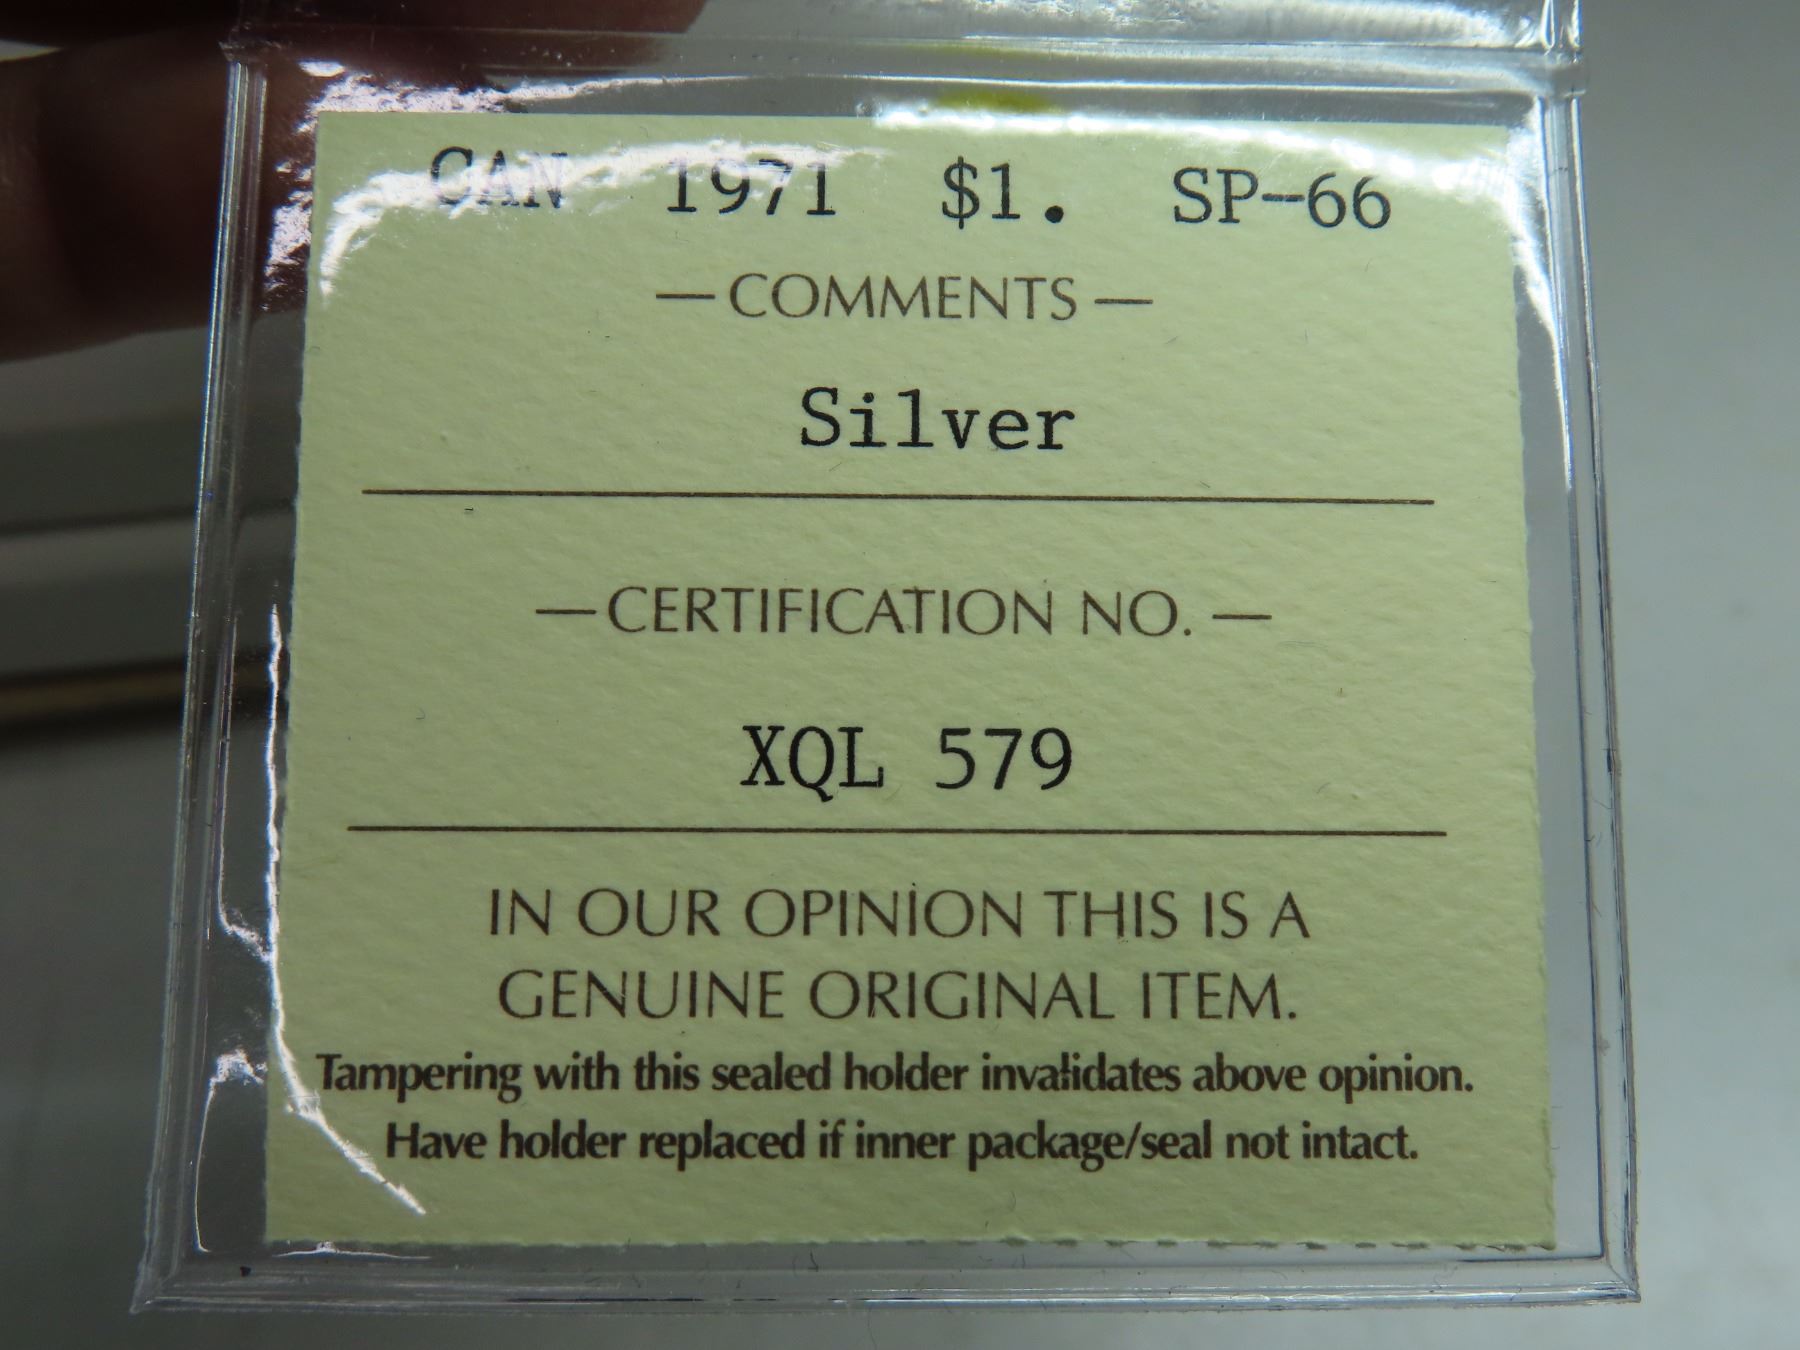 CAN 1971 $1. SP-66
— COMMENTS —
Silver
— CERTIFICATION NO. —
XQL 579
IN OUR OPINION THIS IS A
GENUINE ORIGINAL ITEM.
Tampering with this sealed holder invalidates above opinion.
Have holder replaced if inner package/seal not intact.